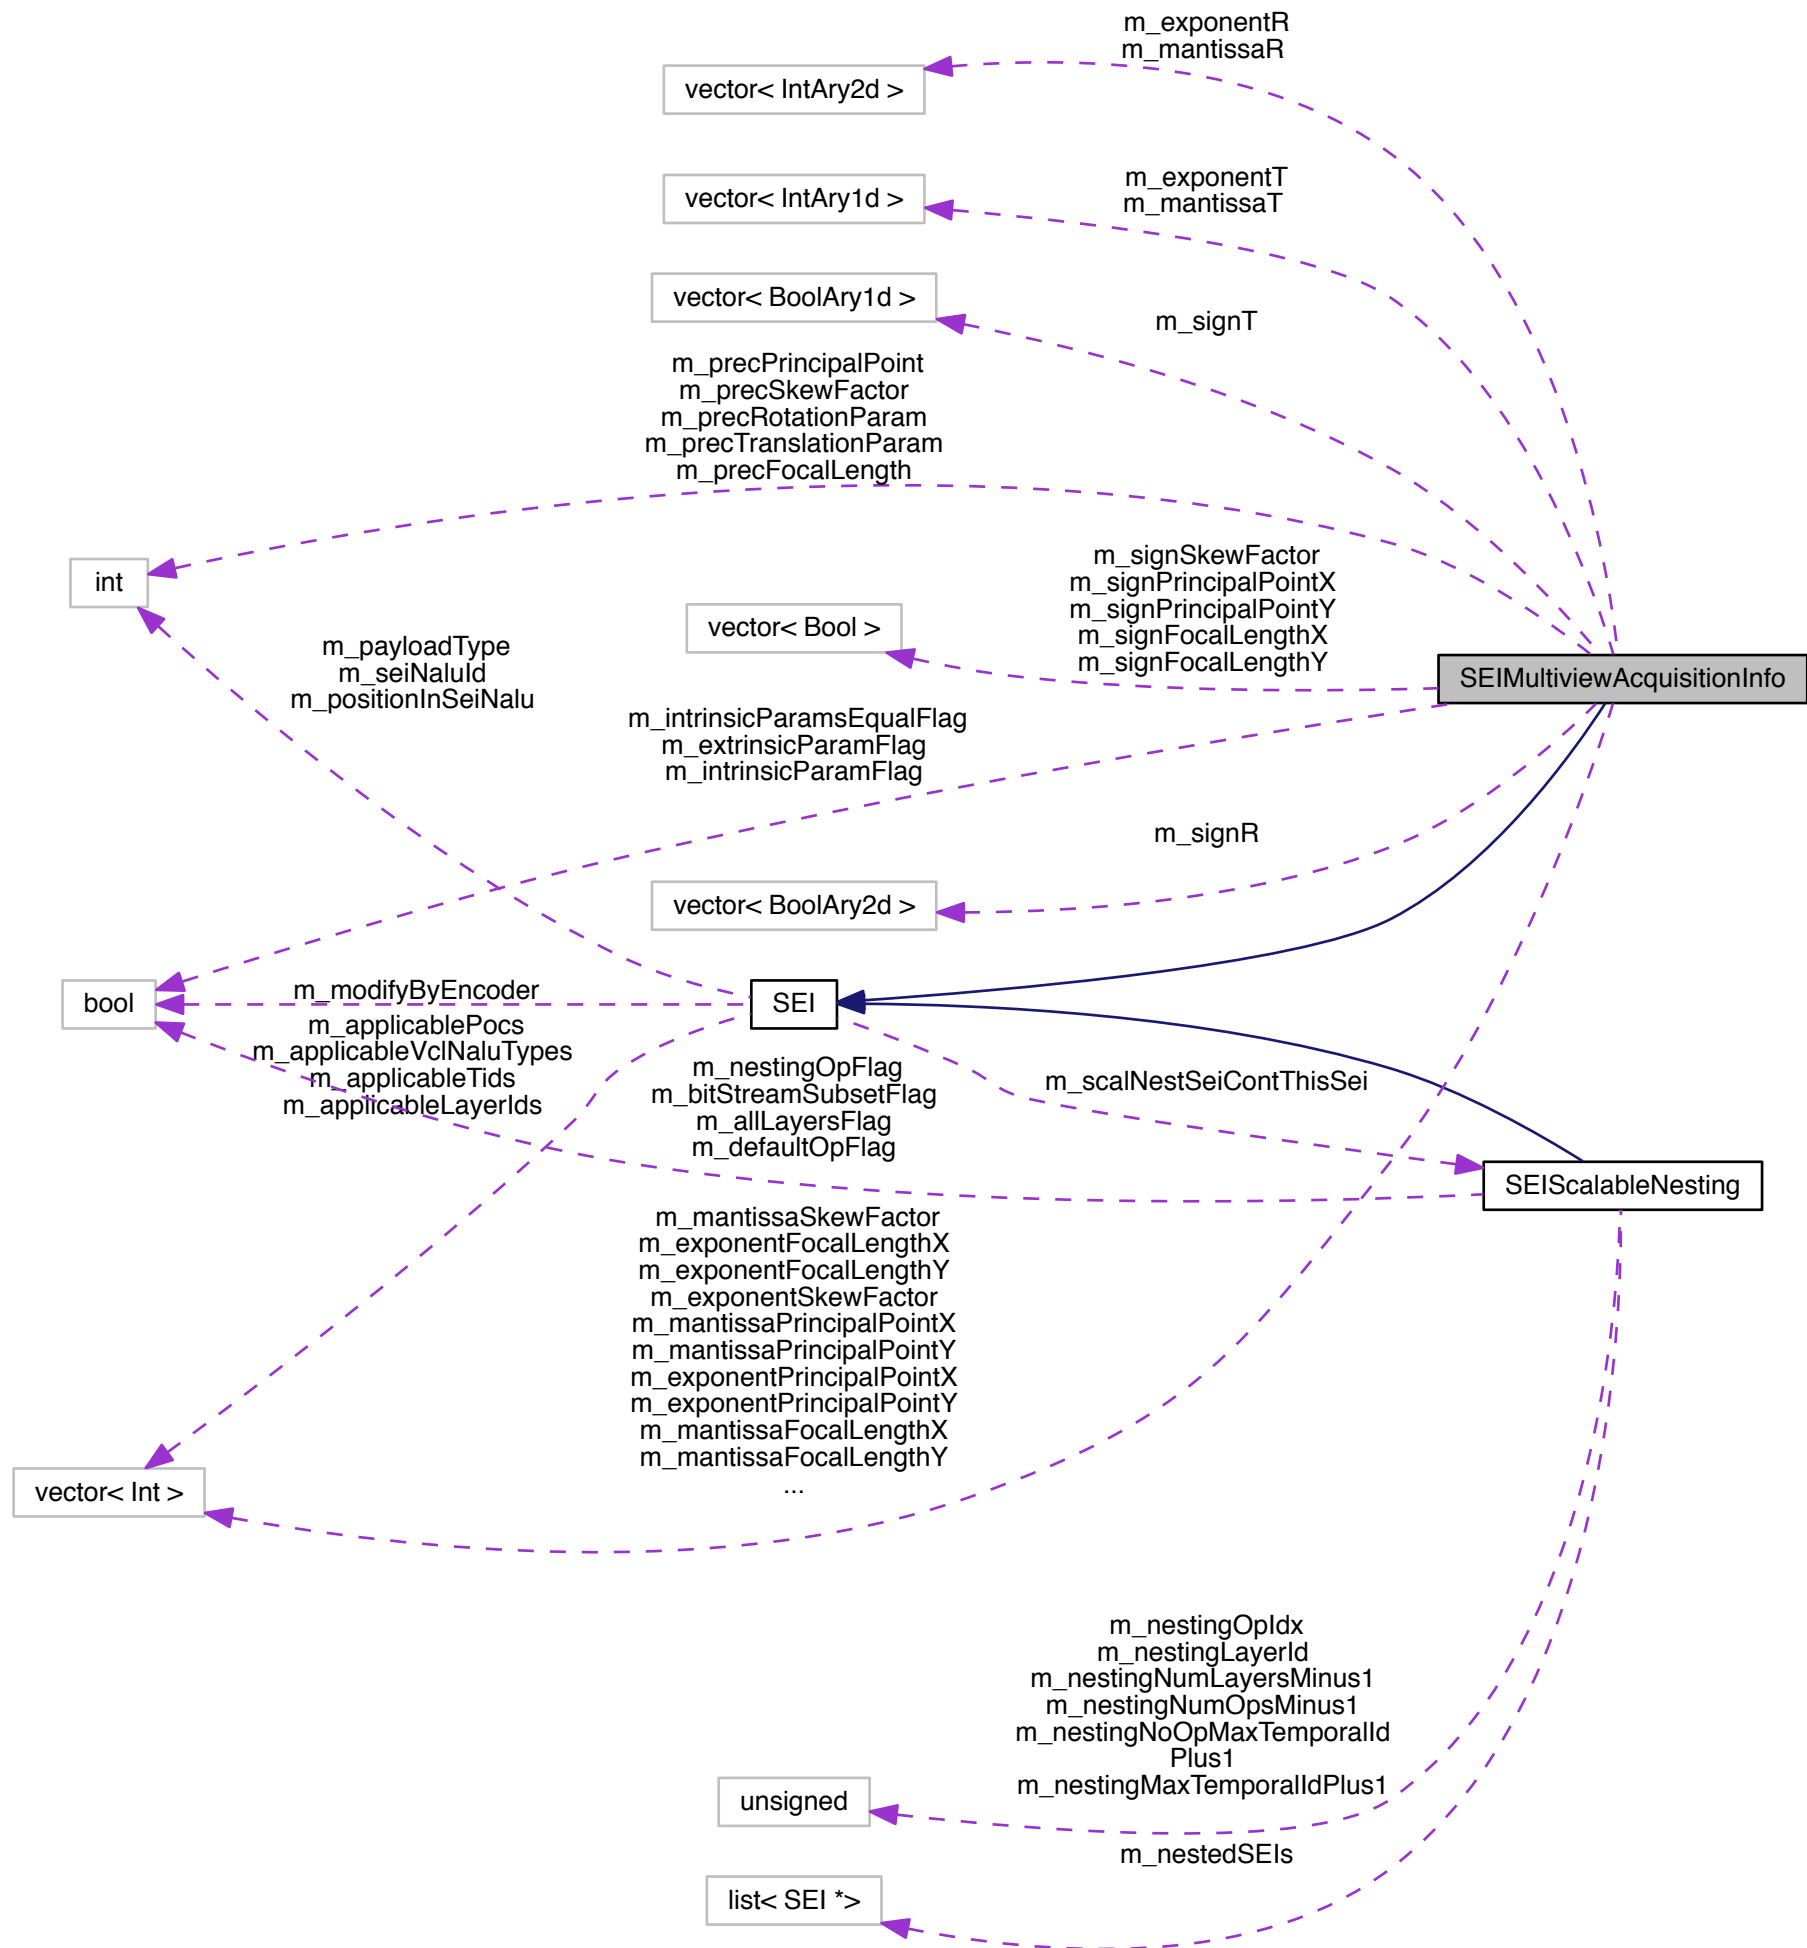 m_exponentR
m_mantissaR
vector< IntAry2d >
m_exponentT
m_mantissaT
vector< IntAry1d >
vector< BoolAry1d >
m_signT
m_precPrincipalPoint
m_precSkewFactor
m_precRotationParam
m_precTranslationParam
m_precFocalLength
int
m_signSkewFactor
m_signPrincipalPointX
m_signPrincipalPointY
m_signFocalLengthX
m_signFocalLengthY
vector< Bool >
m_payloadType
m_seiNaluId
m_positionInSeiNalu
SEIMultiviewAcquisitionInfo
m_intrinsicParamsEqualFlag
m_extrinsicParamFlag
m_intrinsicParamFlag
m_signR
vector< BoolAry2d >
bool
m_modifyByEncoder
SEI
m_applicablePocs
m_applicableVclNaluTypes
m_applicableTids
m_applicableLayerIds
m_nestingOpFlag
m_bitStreamSubsetFlag
m_allLayersFlag
m_defaultOpFlag
m_scalNestSeiContThisSei
SEIScalableNesting
m_mantissaSkewFactor
m_exponentFocalLengthX
m_exponentFocalLengthY
m_exponentSkewFactor
m_mantissaPrincipalPointX
m_mantissaPrincipalPointY
m_exponentPrincipalPointX
m_exponentPrincipalPointY
m_mantissaFocalLengthX
m_mantissaFocalLengthY
...
vector< Int >
m_nestingOpIdx
m_nestingLayerId
m_nestingNumLayersMinus1
m_nestingNumOpsMinus1
m_nestingNoOpMaxTemporalId
Plus1
m_nestingMaxTemporalIdPlus1
unsigned
m_nestedSEIs
list< SEI *>